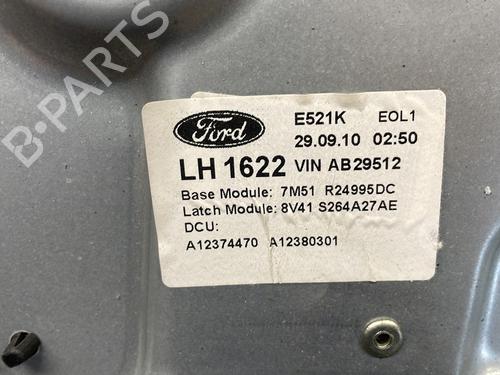 B-PARTS
Ford
E521K EOL1
29.09.10 02:50
LH 1622 VIN AB29512
Base Module: 7M51 R24995DC
Latch Module: 8V41 S264A27AE
DCU:
A12374470 A12380301